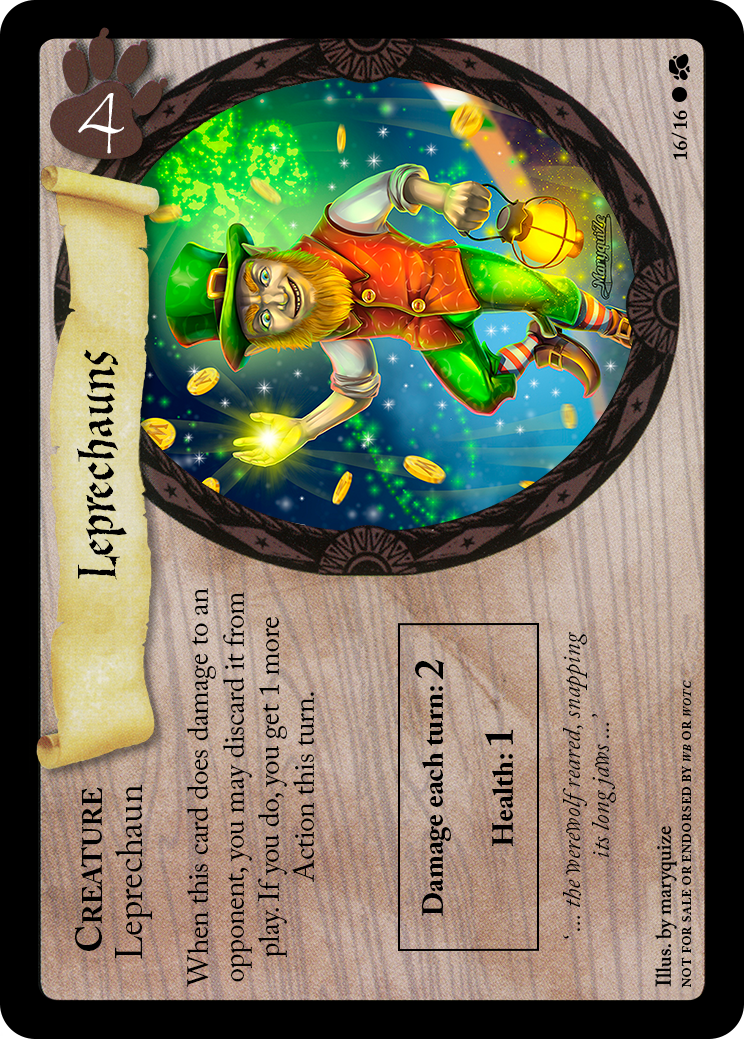 4
Leprechauns
CREATURE
Leprechaun
When this card does damage to an
opponent, you may discard it from
play. If you do, you get 1 more
Action this turn.
Damage each turn: 2
Health: 1
‘... the werewolf reared, snapping
its long jaws ...’
Illus. by maryquize
NOT FOR SALE OR ENDORSED BY WB OR WOTC
16/16
Maryquize